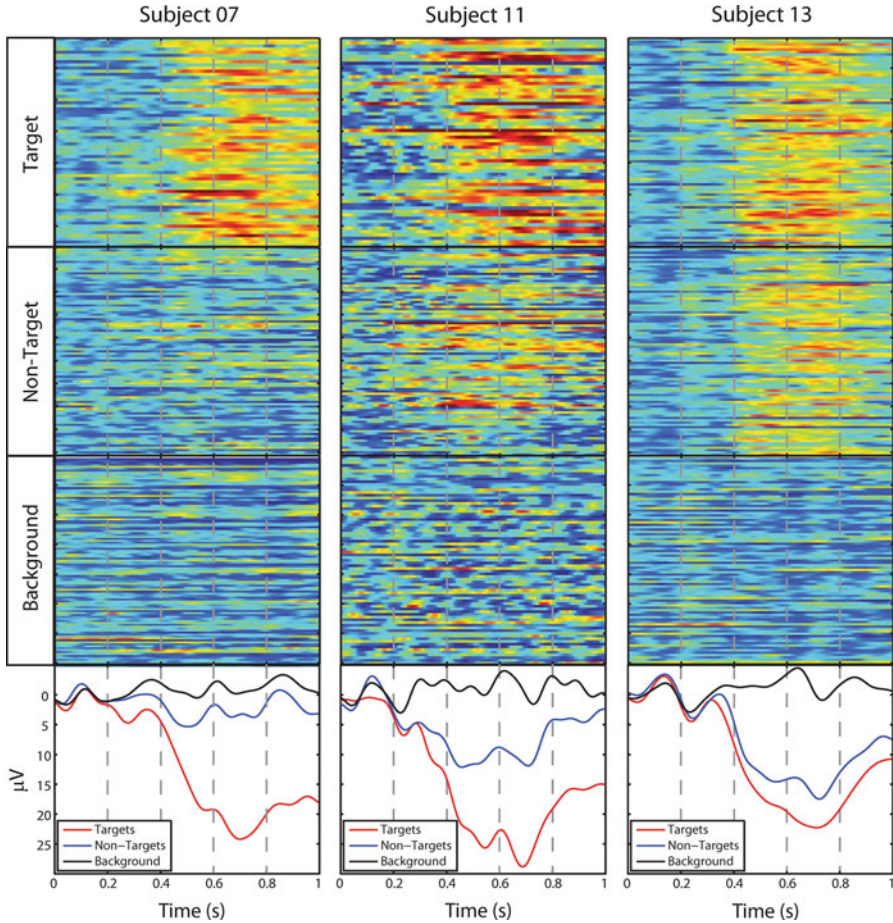 Subject 07
Subject 11
Subject 13
Target
Non-Target
Background
μV
0
5
10
15
20
25
Targets
Non-Targets
Background
Targets
Non-Targets
Background
Targets
Non-Targets
Background
0 0.2 0.4 0.6 0.8 1
0 0.2 0.4 0.6 0.8 1
0 0.2 0.4 0.6 0.8 1
Time (s)
Time (s)
Time (s)